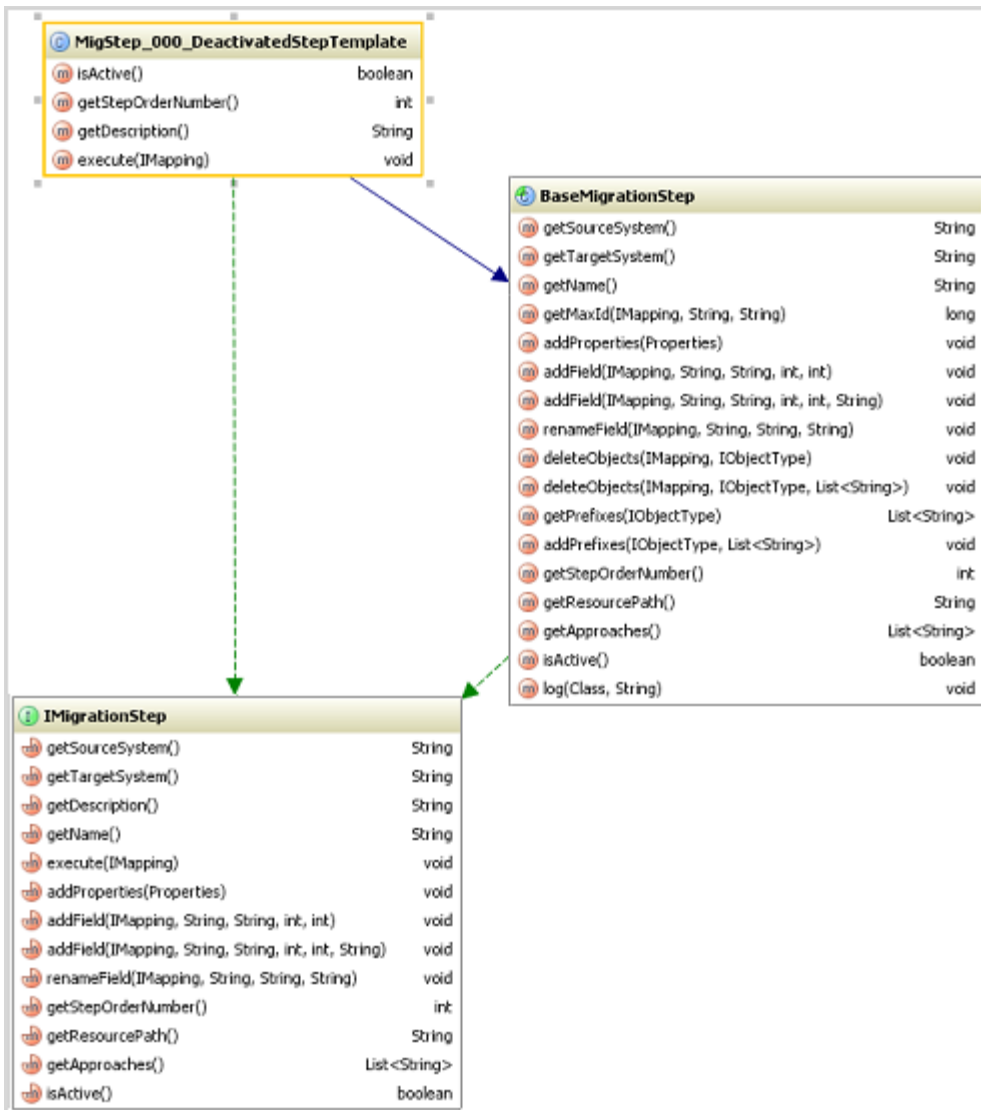 MigStep_000_DeactivatedStepTemplate
isActive() boolean
getStepOrderNumber() int
getDescription() String
execute(IMapping) void
BaseMigrationStep
getSourceSystem() String
getTargetSystem() String
getName() String
getMaxId(IMapping, String, String) long
addProperties(Properties) void
addField(IMapping, String, String, int, int) void
addField(IMapping, String, String, int, int, String) void
renameField(IMapping, String, String, String) void
deleteObjects(IMapping, IObjectType) void
deleteObjects(IMapping, IObjectType, List<String>) void
getPrefixes(IObjectType) List<String>
addPrefixes(IObjectType, List<String>) void
getStepOrderNumber() int
getResourcePath() String
getApproaches() List<String>
isActive() boolean
log(Class, String) void
IMigrationStep
getSourceSystem() String
getTargetSystem() String
getDescription() String
getName() String
execute(IMapping) void
addProperties(Properties) void
addField(IMapping, String, String, int, int) void
addField(IMapping, String, String, int, int, String) void
renameField(IMapping, String, String, String) void
getStepOrderNumber() int
getResourcePath() String
getApproaches() List<String>
isActive() boolean